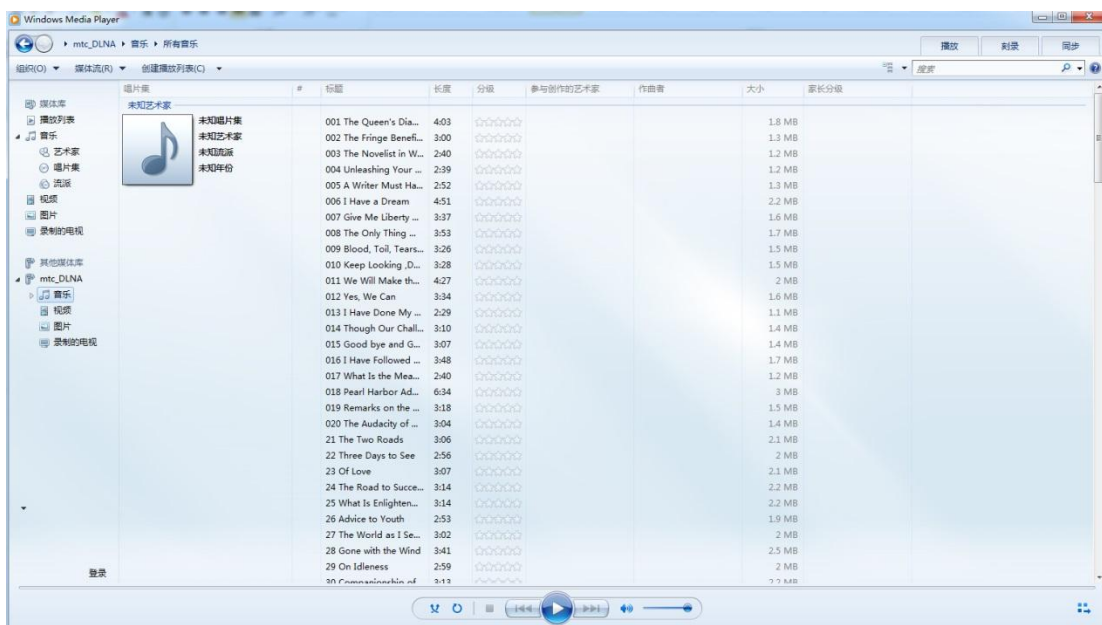 Windows Media Player
mtc_DLNA ▸ 音乐 ▸ 所有音乐
播放 刻录 同步
组织(O) 媒体流(R) 创建播放列表(C) 搜索
唱片集 # 标题 长度 分级 参与创作的艺术家 作曲者 大小 家长分级
媒体库
播放列表
音乐
艺术家
唱片集
流派
视频
图片
录制的电视
其他媒体库
mtc_DLNA
音乐
视频
图片
录制的电视
登录
未知艺术家
未知唱片集
未知艺术家
未知流派
未知年份
001 The Queen's Dia... 4:03 1.8 MB
002 The Fringe Benefi... 3:00 1.3 MB
003 The Novelist in W... 2:40 1.2 MB
004 Unleashing Your ... 2:39 1.2 MB
005 A Writer Must Ha... 2:52 1.3 MB
006 I Have a Dream 4:51 2.2 MB
007 Give Me Liberty ... 3:37 1.6 MB
008 The Only Thing ... 3:53 1.7 MB
009 Blood, Toil, Tears... 3:26 1.5 MB
010 Keep Looking ,D... 3:28 1.5 MB
011 We Will Make th... 4:27 2 MB
012 Yes, We Can 3:34 1.6 MB
013 I Have Done My ... 2:29 1.1 MB
014 Though Our Chall... 3:10 1.4 MB
015 Good bye and G... 3:07 1.4 MB
016 I Have Followed ... 3:48 1.7 MB
017 What Is the Mea... 2:40 1.2 MB
018 Pearl Harbor Ad... 6:34 3 MB
019 Remarks on the ... 3:18 1.5 MB
020 The Audacity of ... 3:04 1.4 MB
21 The Two Roads 3:06 2.1 MB
22 Three Days to See 2:56 2 MB
23 Of Love 3:07 2.1 MB
24 The Road to Succe... 3:14 2.2 MB
25 What Is Enlighten... 3:14 2.2 MB
26 Advice to Youth 2:53 1.9 MB
27 The World as I Se... 3:02 2 MB
28 Gone with the Wind 3:41 2.5 MB
29 On Idleness 2:59 2 MB
30 Companionship of 3:13 2.2 MB